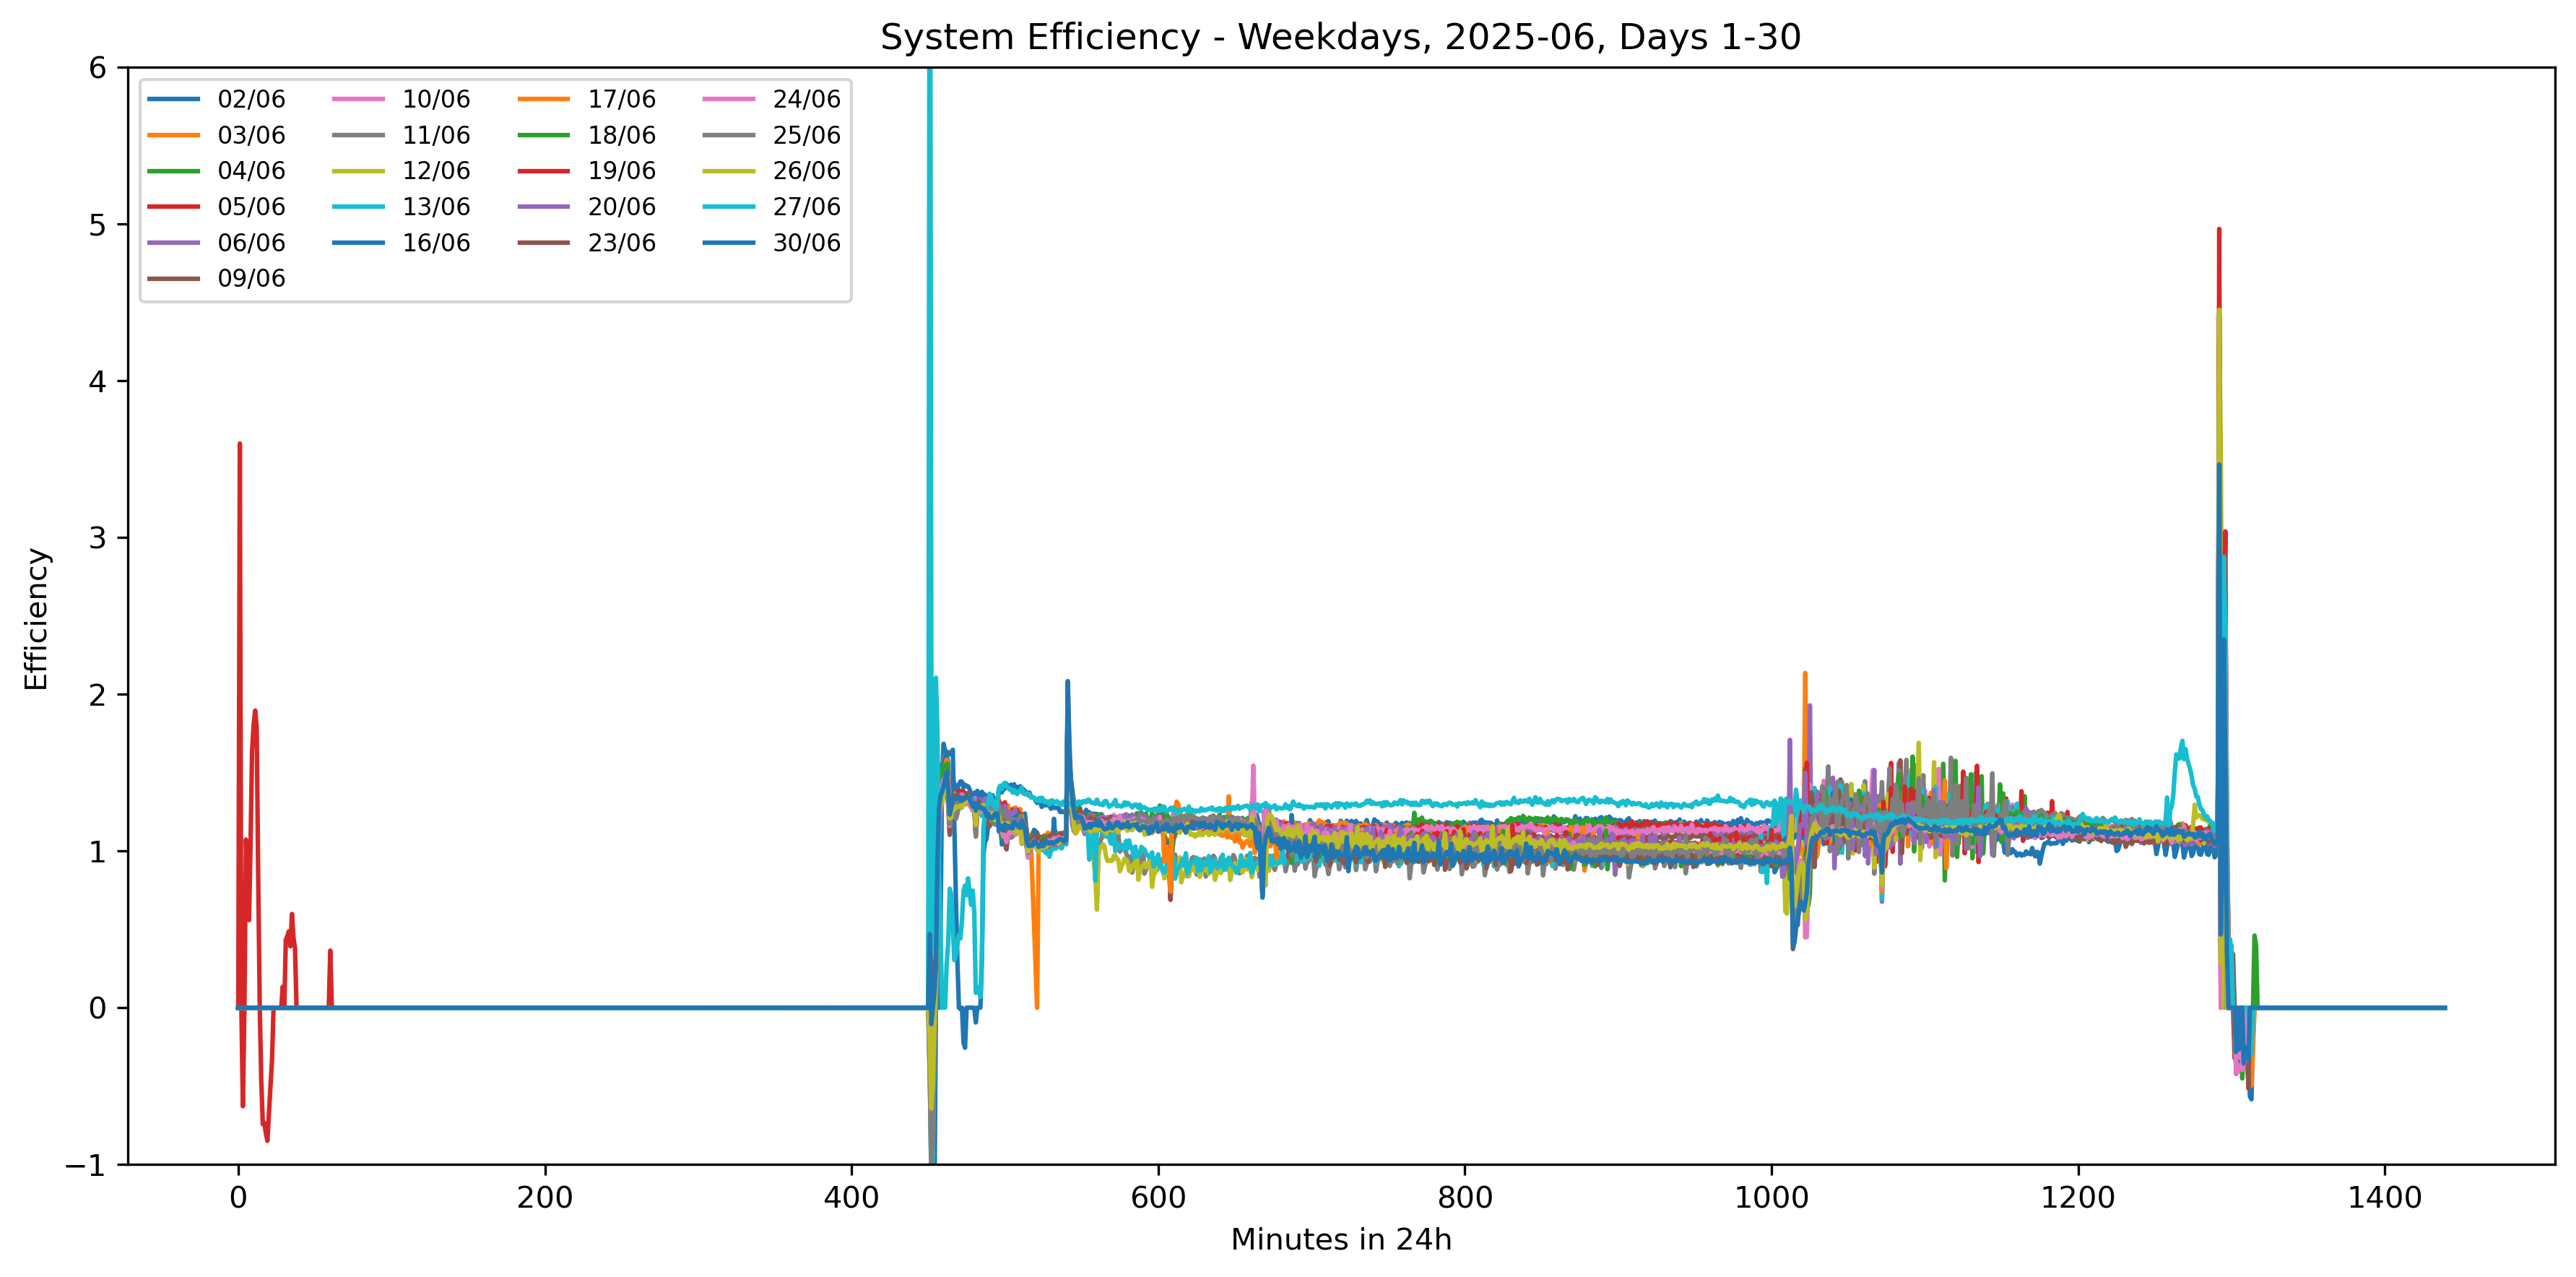 System Efficiency - Weekdays, 2025-06, Days 1-30
6
5
4
3
2
1
0
−1
Efficiency
02/06 10/06 17/06 24/06
03/06 11/06 18/06 25/06
04/06 12/06 19/06 26/06
05/06 13/06 20/06 27/06
06/06 16/06 23/06 30/06
09/06
0 200 400 600 800 1000 1200 1400
Minutes in 24h